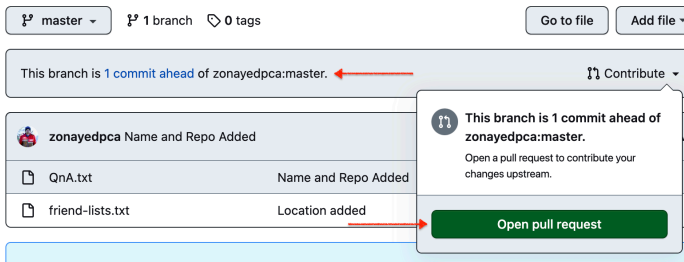 master
1 branch
0 tags
Go to file
Add file
This branch is 1 commit ahead of zonayedpca:master.
Contribute
This branch is 1 commit ahead of
zonayedpca:master.
Open a pull request to contribute your
changes upstream.
Open pull request
zonayedpca Name and Repo Added
QnA.txt Name and Repo Added
friend-lists.txt Location added